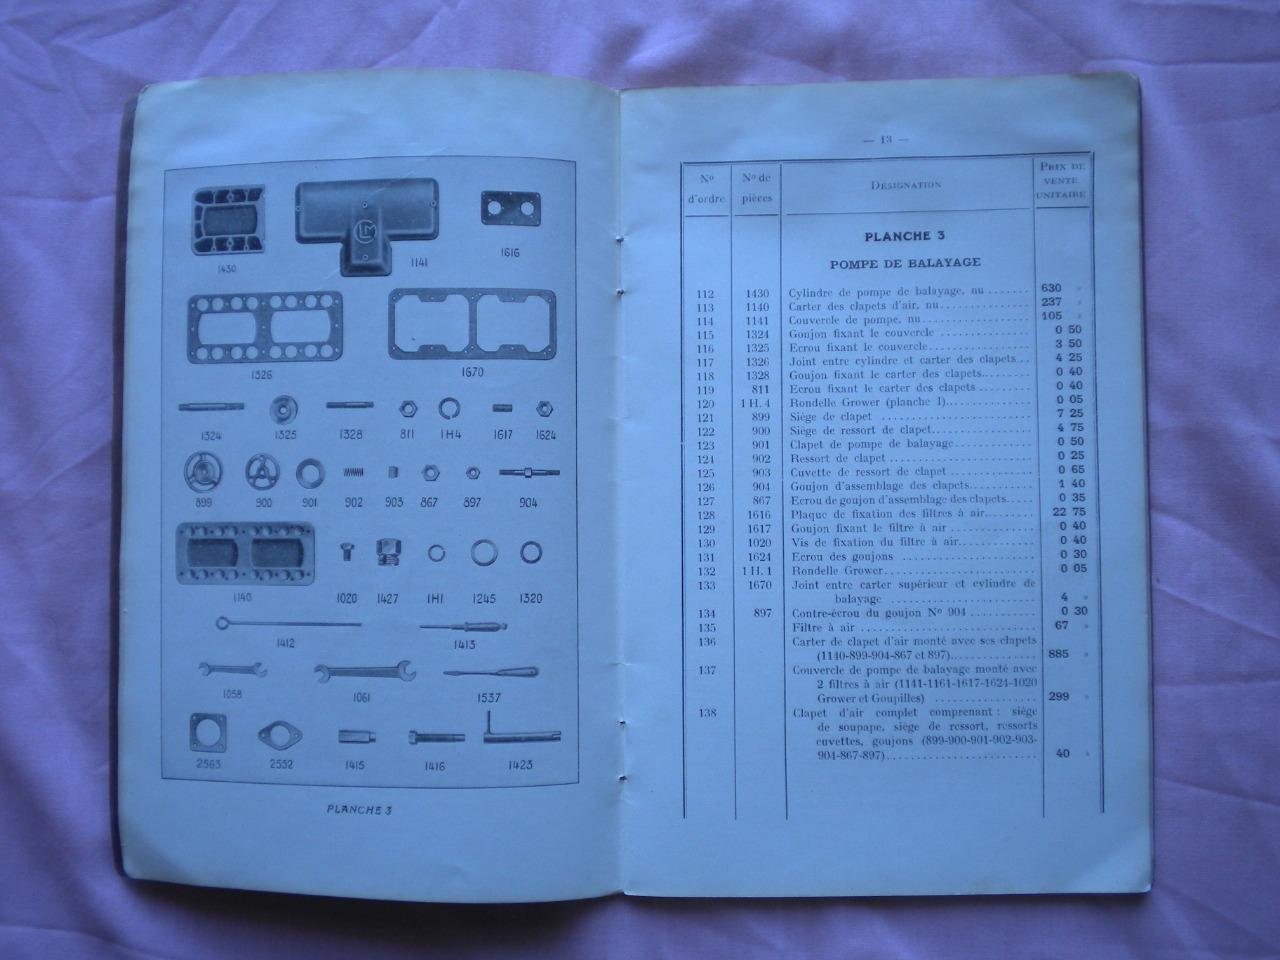 1430
LM
1141
1616
1326
1670
1324 1325 1328 811 1H4 1617 1624
899 900 901 902 903 867 897 904
1140 1020 1427 1H1 1245 1320
1412 1413
1058 1061 1537
2563 2552 1415 1416 1423
PLANCHE 3
— 13 —
Nº d'ordre Nº de pièces DÉSIGNATION PRIX DE VENTE UNITAIRE
PLANCHE 3
POMPE DE BALAYAGE
112 1430 Cylindre de pompe de balayage, nu ....... 630 »
113 1140 Carter des clapets d'air, nu .............. 237 »
114 1141 Couvercle de pompe, nu ................. 105 »
115 1324 Goujon fixant le couvercle .............. 0 50
116 1325 Ecrou fixant le couvercle ................ 3 50
117 1326 Joint entre cylindre et carter des clapets .. 4 25
118 1328 Goujon fixant le carter des clapets ....... 0 40
119 811 Ecrou fixant le carter des clapets ........ 0 40
120 1 H. 4 Rondelle Grower (planche 1) ............. 0 05
121 899 Siège de clapet ........................ 7 25
122 900 Siège de ressort de clapet ............... 4 75
123 901 Clapet de pompe de balayage ............ 0 50
124 902 Ressort de clapet ...................... 0 25
125 903 Cuvette de ressort de clapet ............. 0 65
126 904 Goujon d'assemblage des clapets ......... 1 40
127 867 Ecrou de goujon d'assemblage des clapets ..... 0 35
128 1616 Plaque de fixation des filtres à air ........ 22 75
129 1617 Goujon fixant le filtre à air ............. 0 40
130 1020 Vis de fixation du filtre à air ............ 0 40
131 1624 Ecrou des goujons ..................... 0 30
132 1 H. 1 Rondelle Grower ....................... 0 05
133 1670 Joint entre carter supérieur et cylindre de
balayage ........................ 4 »
134 897 Contre-écrou du goujon Nº 904 .......... 0 30
135 Filtre à air ............................ 67 »
136 Carter de clapet d'air monté avec ses clapets
(1140-899-904-867 et 897) ............ 885 »
137 Couvercle de pompe de balayage monté avec
2 filtres à air (1141-1161-1617-1624-1020
Grower et Goupilles) ................. 299 »
138 Clapet d'air complet comprenant : siège
de soupape, siège de ressort, ressorts
cuvettes, goujons (899-900-901-902-903-
904-867-897) ........................ 40 »